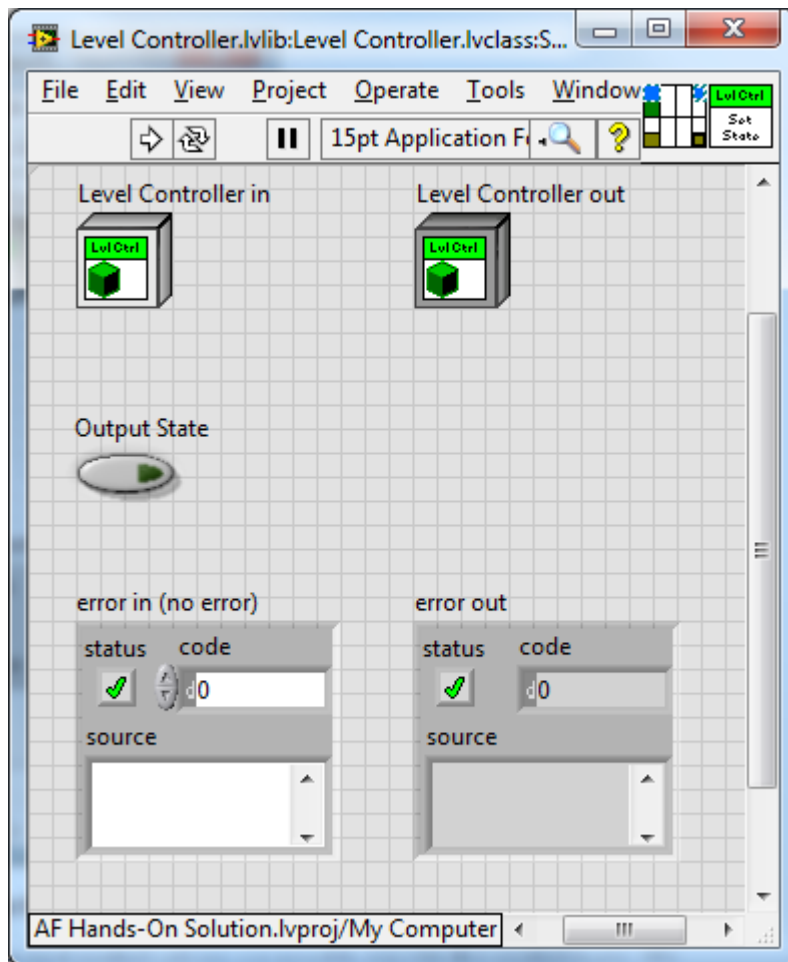 Level Controller.lvlib:Level Controller.lvclass:S...
File Edit View Project Operate Tools Window
15pt Application F
Lvl Ctrl
Set
State
Level Controller in
Level Controller out
Lvl Ctrl
Lvl Ctrl
Output State
error in (no error)
error out
status code
status code
d0
d0
source
source
AF Hands-On Solution.lvproj/My Computer